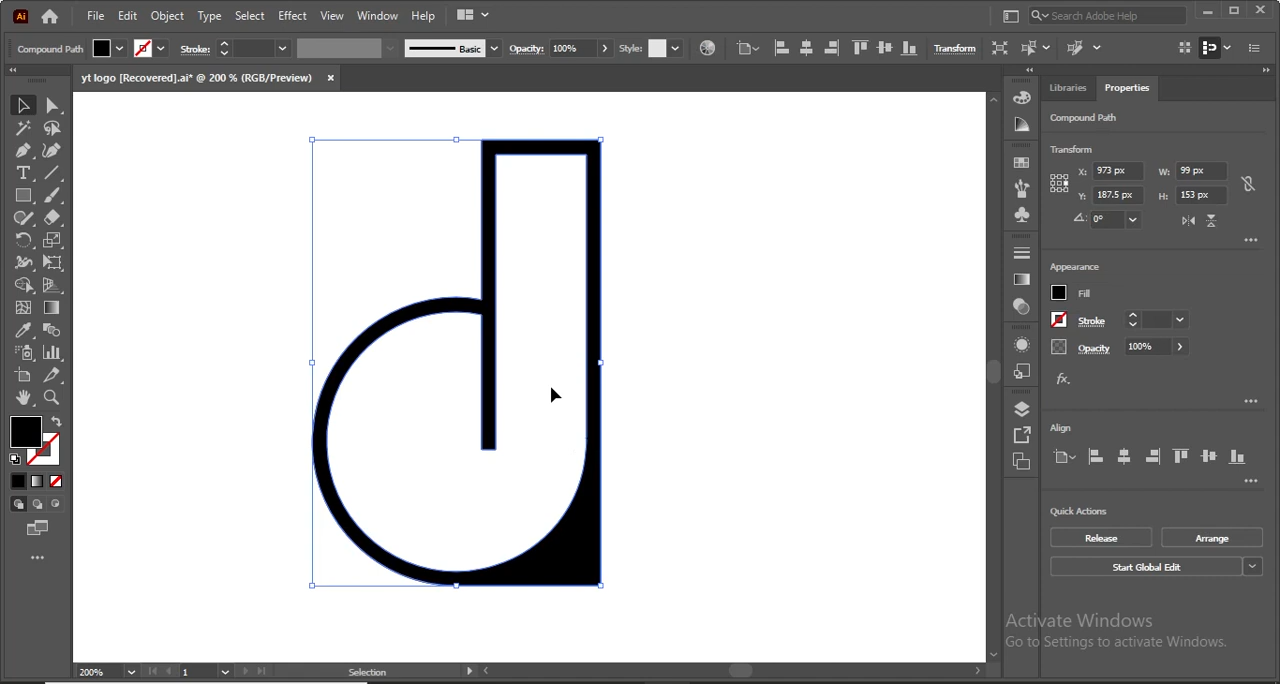 Ai File Edit Object Type Select Effect View Window Help Search Adobe Help
Compound Path Stroke: Basic Opacity: 100% Style: Transform
yt logo [Recovered].ai* @ 200 % (RGB/Preview) ×
Libraries Properties
Compound Path
Transform
X: 973 px W: 99 px
Y: 187.5 px H: 153 px
0°
Appearance
Fill
Stroke
Opacity 100%
fx.
Align
Quick Actions
Release Arrange
Start Global Edit
Activate Windows
Go to Settings to activate Windows.
200% 1 Selection